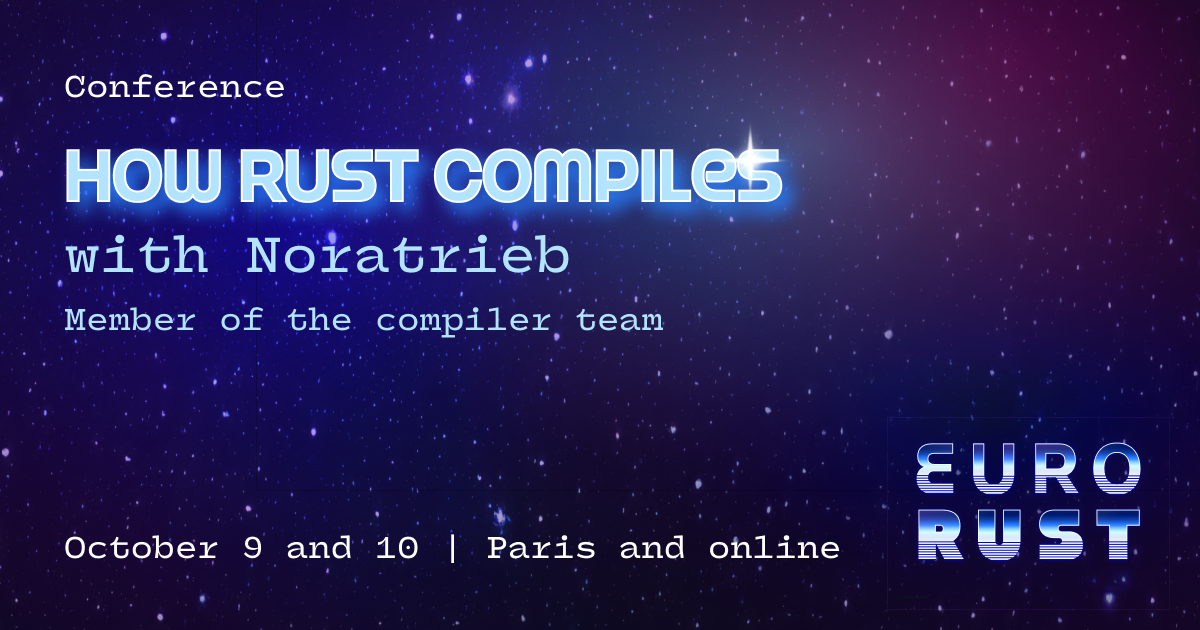 Conference
HOW RUST COMPILES
with Noratrieb
Member of the compiler team
October 9 and 10 | Paris and online
EURO
RUST